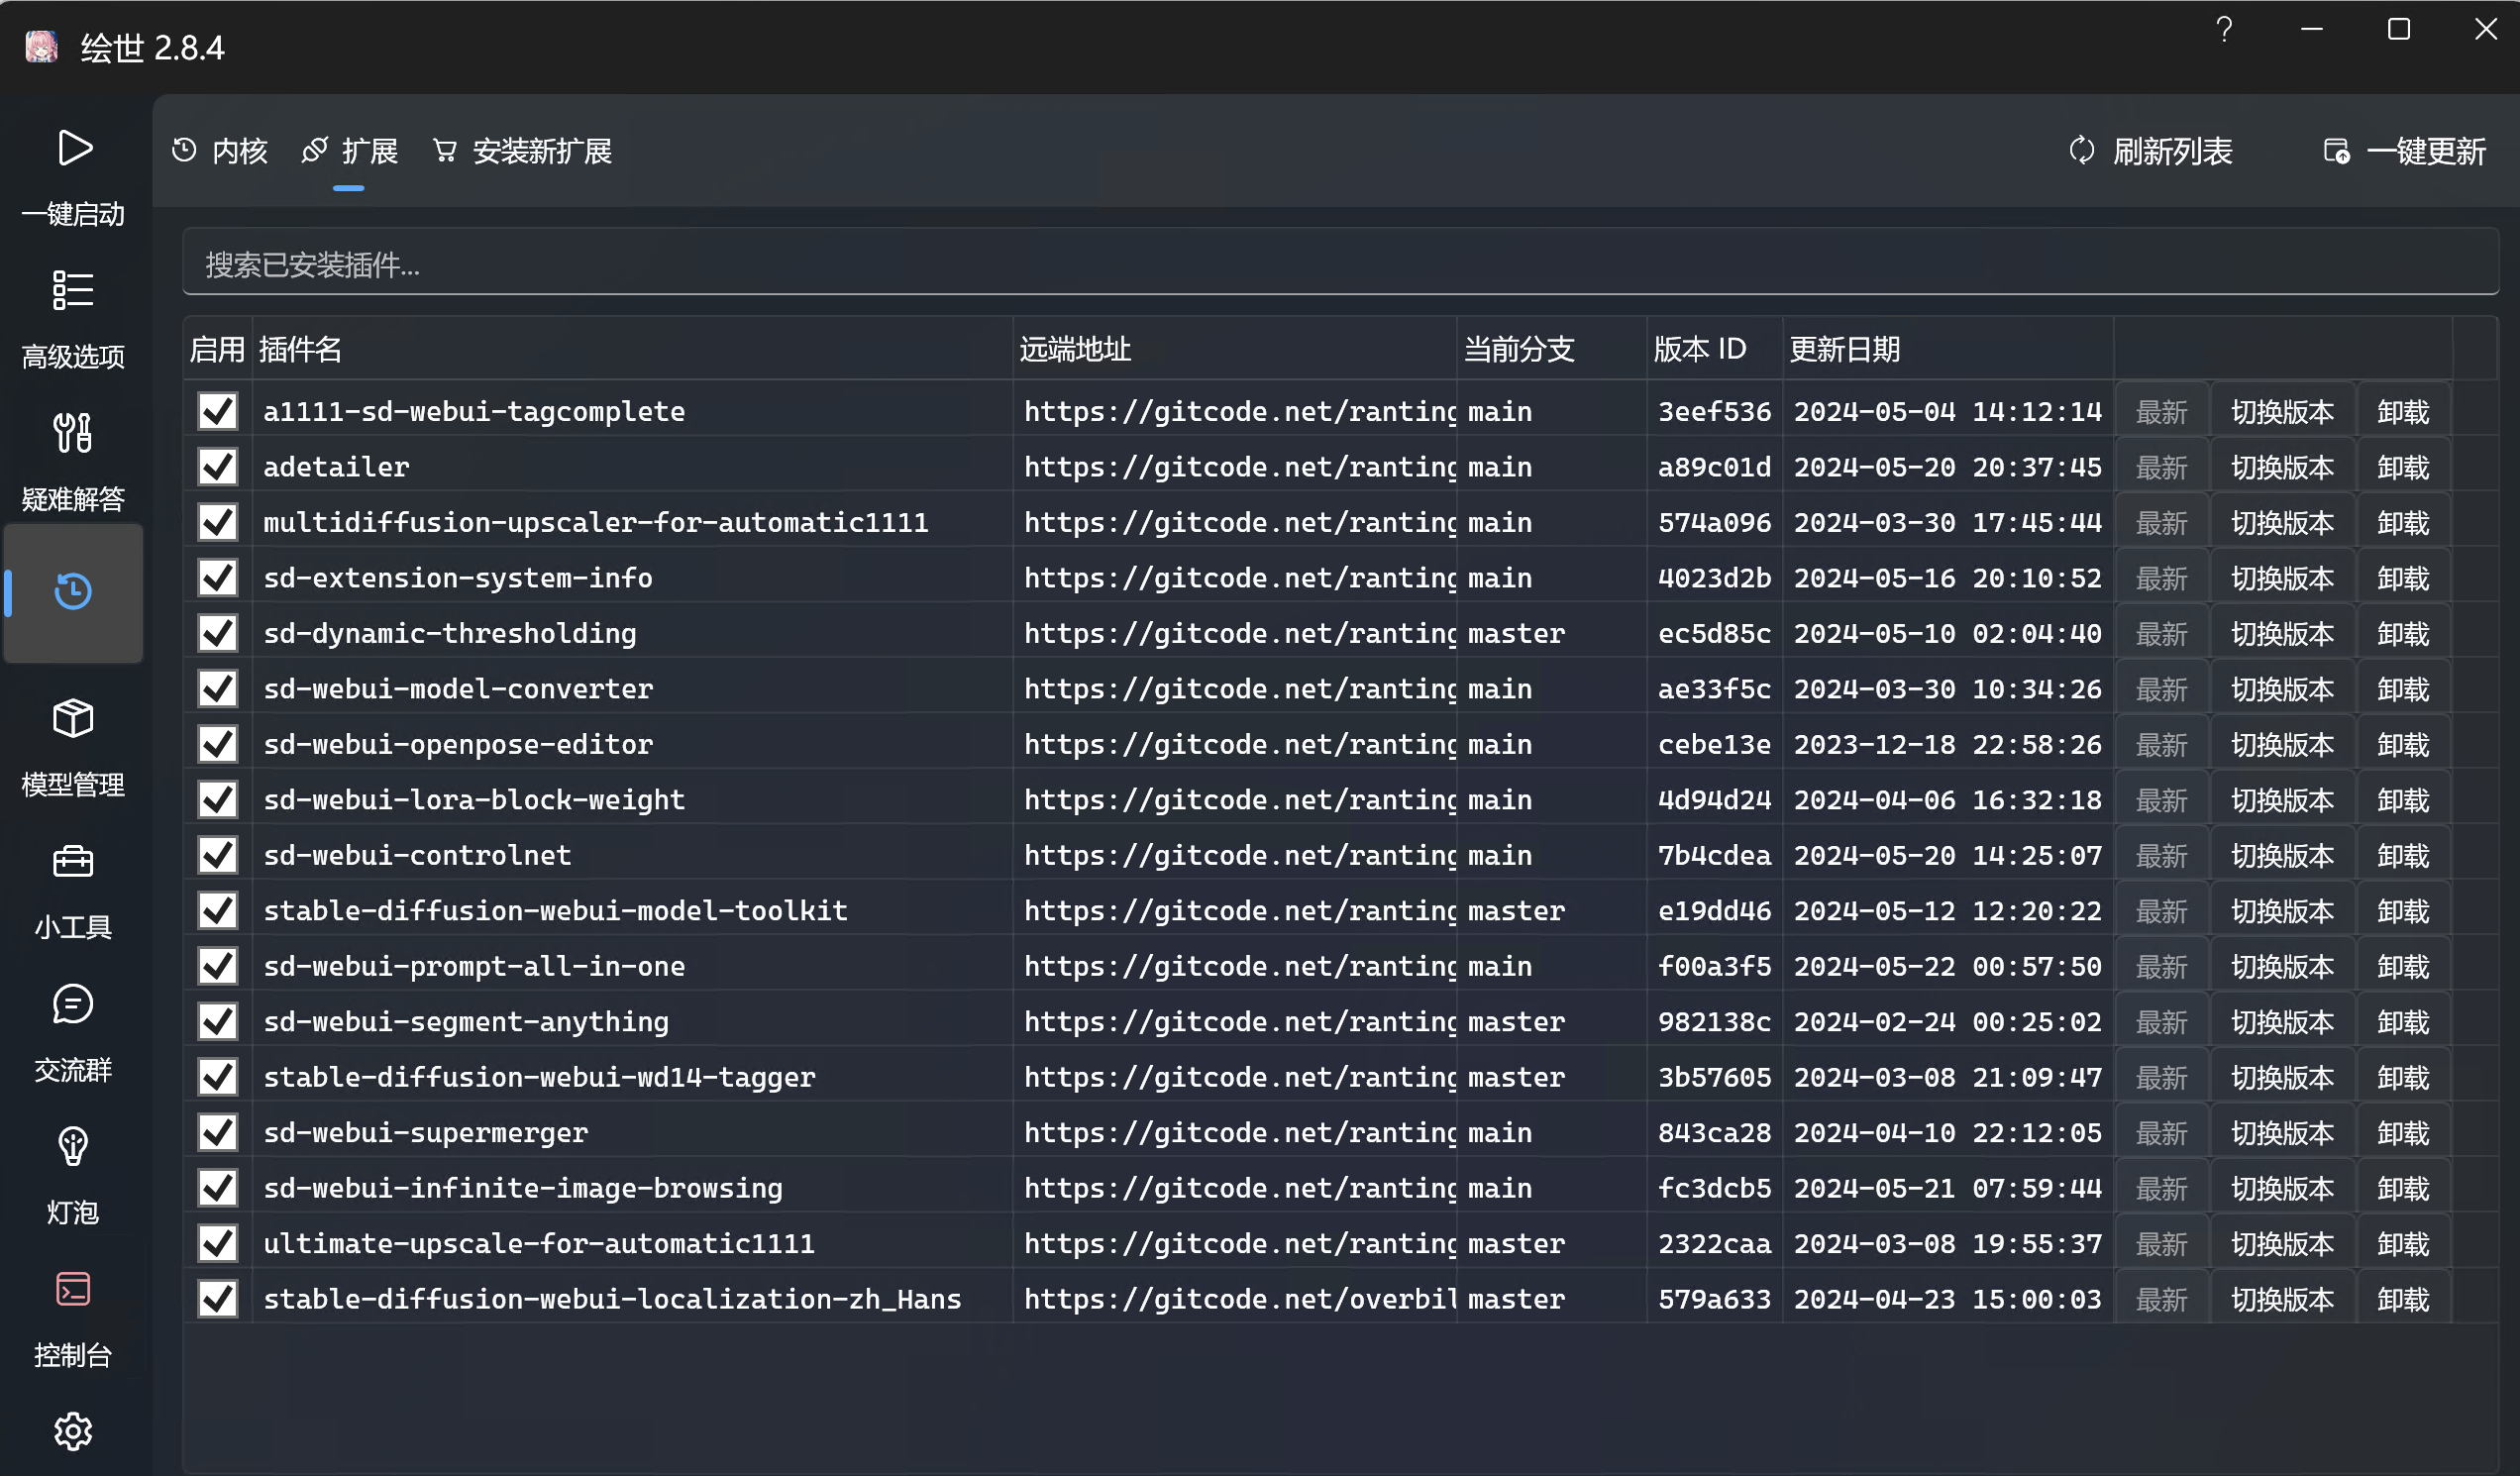 绘世 2.8.4
内核 扩展 安装新扩展 刷新列表 一键更新
一键启动
高级选项
疑难解答
模型管理
小工具
交流群
灯泡
控制台
搜索已安装插件...
启用 插件名 远端地址 当前分支 版本 ID 更新日期
a1111-sd-webui-tagcomplete https://gitcode.net/ranting main 3eef536 2024-05-04 14:12:14 最新 切换版本 卸载
adetailer https://gitcode.net/ranting main a89c01d 2024-05-20 20:37:45 最新 切换版本 卸载
multidiffusion-upscaler-for-automatic1111 https://gitcode.net/ranting main 574a096 2024-03-30 17:45:44 最新 切换版本 卸载
sd-extension-system-info https://gitcode.net/ranting main 4023d2b 2024-05-16 20:10:52 最新 切换版本 卸载
sd-dynamic-thresholding https://gitcode.net/ranting master ec5d85c 2024-05-10 02:04:40 最新 切换版本 卸载
sd-webui-model-converter https://gitcode.net/ranting main ae33f5c 2024-03-30 10:34:26 最新 切换版本 卸载
sd-webui-openpose-editor https://gitcode.net/ranting main cebe13e 2023-12-18 22:58:26 最新 切换版本 卸载
sd-webui-lora-block-weight https://gitcode.net/ranting main 4d94d24 2024-04-06 16:32:18 最新 切换版本 卸载
sd-webui-controlnet https://gitcode.net/ranting main 7b4cdea 2024-05-20 14:25:07 最新 切换版本 卸载
stable-diffusion-webui-model-toolkit https://gitcode.net/ranting master e19dd46 2024-05-12 12:20:22 最新 切换版本 卸载
sd-webui-prompt-all-in-one https://gitcode.net/ranting main f00a3f5 2024-05-22 00:57:50 最新 切换版本 卸载
sd-webui-segment-anything https://gitcode.net/ranting master 982138c 2024-02-24 00:25:02 最新 切换版本 卸载
stable-diffusion-webui-wd14-tagger https://gitcode.net/ranting master 3b57605 2024-03-08 21:09:47 最新 切换版本 卸载
sd-webui-supermerger https://gitcode.net/ranting main 843ca28 2024-04-10 22:12:05 最新 切换版本 卸载
sd-webui-infinite-image-browsing https://gitcode.net/ranting main fc3dcb5 2024-05-21 07:59:44 最新 切换版本 卸载
ultimate-upscale-for-automatic1111 https://gitcode.net/ranting master 2322caa 2024-03-08 19:55:37 最新 切换版本 卸载
stable-diffusion-webui-localization-zh_Hans https://gitcode.net/overbil master 579a633 2024-04-23 15:00:03 最新 切换版本 卸载